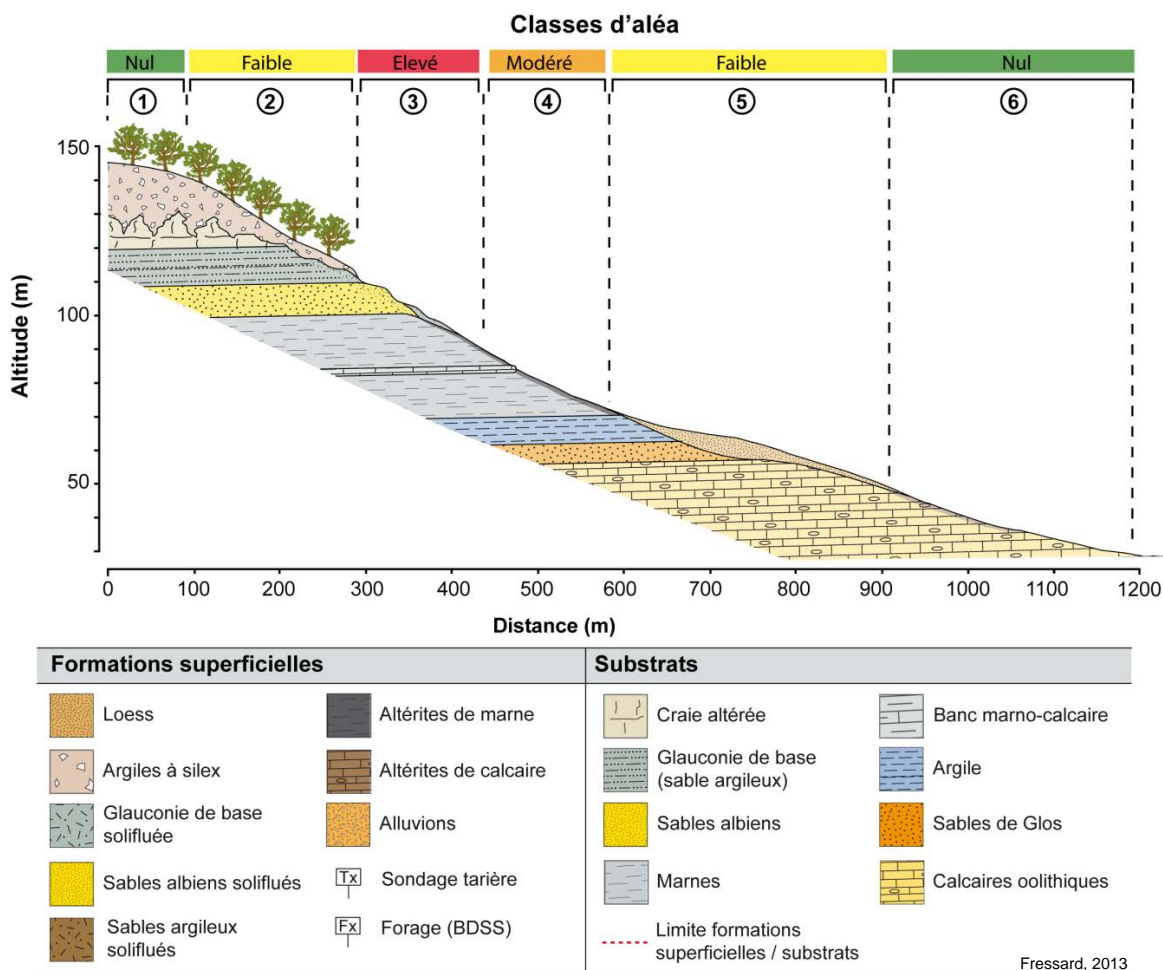 Classes d'aléa
Nul Faible Elevé Modéré Faible Nul
1 2 3 4 5 6
150
100
50
Altitude (m)
0 100 200 300 400 500 600 700 800 900 1000 1100 1200
Distance (m)
Formations superficielles
Loess
Argiles à silex
Glauconie de base
solifluée
Sables albiens soliflués
Sables argileux
soliflués
Altérites de marne
Altérites de calcaire
Alluvions
Tx Sondage tarière
Fx Forage (BDSS)
Substrats
Craie altérée
Glauconie de base
(sable argileux)
Sables albiens
Marnes
Limite formations
superficielles / substrats
Banc marno-calcaire
Argile
Sables de Glos
Calcaires oolithiques
Fressard, 2013